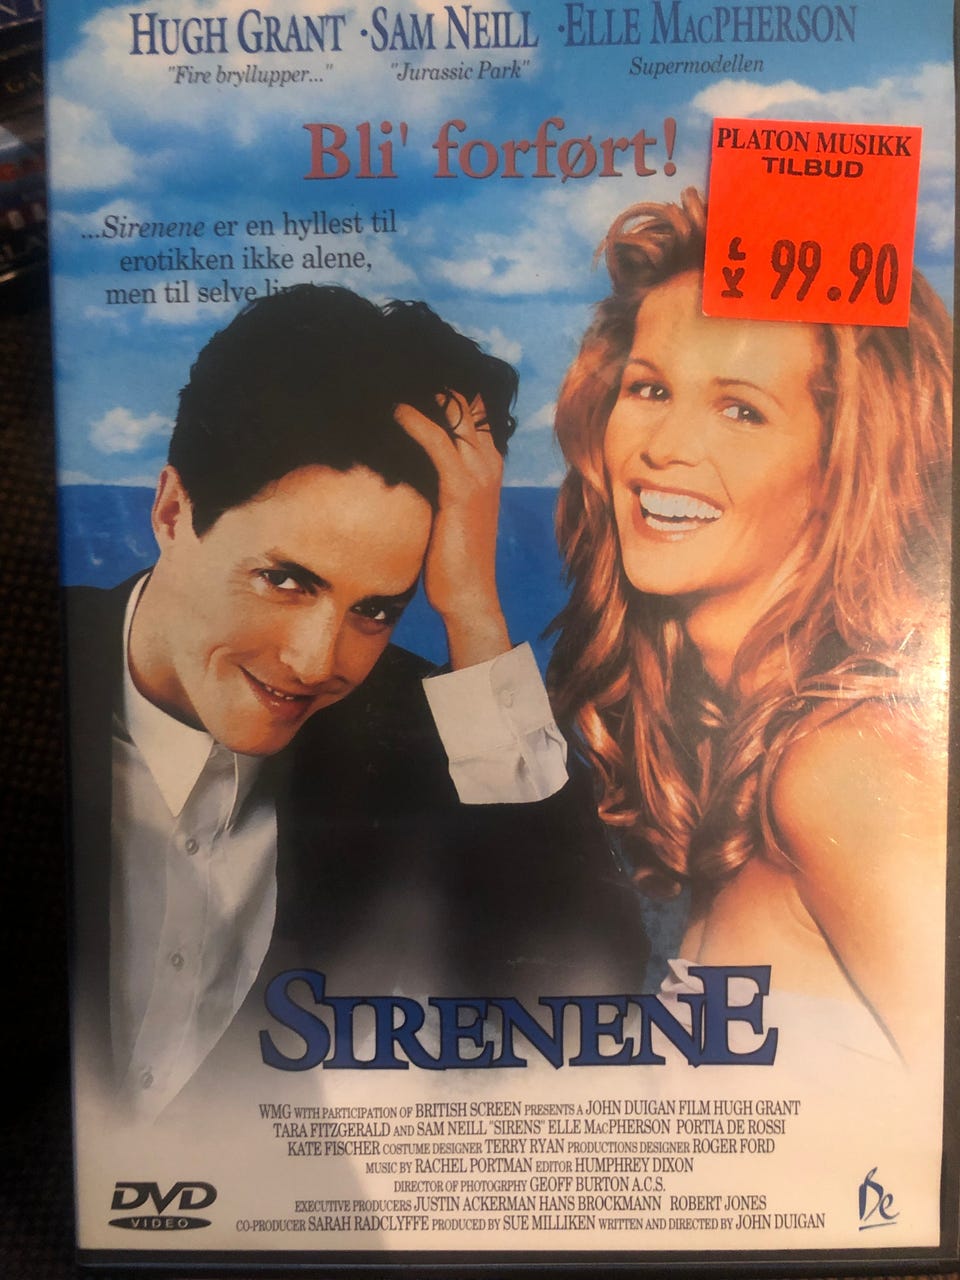 HUGH GRANT · SAM NEILL · ELLE MACPHERSON
"Fire bryllupper..." "Jurassic Park" Supermodellen
Bli' forført!
PLATON MUSIKK
TILBUD
KR 99.90
...Sirenene er en hyllest til
erotikken ikke alene,
men til selve
SIRENENE
WMG WITH PARTICIPATION OF BRITISH SCREEN PRESENTS A JOHN DUIGAN FILM HUGH GRANT
TARA FITZGERALD AND SAM NEILL "SIRENS" ELLE MACPHERSON PORTIA DE ROSSI
KATE FISCHER COSTUME DESIGNER TERRY RYAN PRODUCTIONS DESIGNER ROGER FORD
MUSIC BY RACHEL PORTMAN EDITOR HUMPHREY DIXON
DIRECTOR OF PHOTOGRPHY GEOFF BURTON A.C.S.
EXECUTIVE PRODUCERS JUSTIN ACKERMAN HANS BROCKMANN ROBERT JONES
CO-PRODUCER SARAH RADCLYFFE PRODUCED BY SUE MILLIKEN WRITTEN AND DIRECTED BY JOHN DUIGAN
DVD
VIDEO
Be